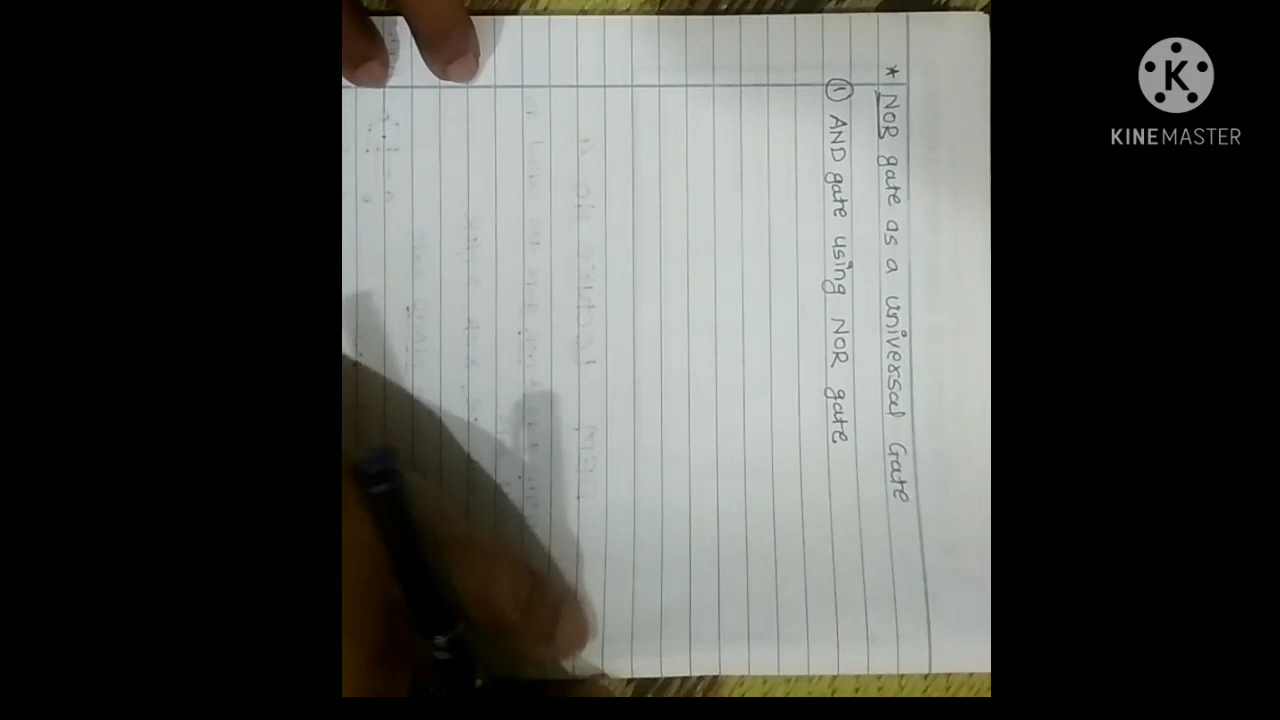 * NOR gate as a universal Gate
① AND gate using NOR gate
K
KINEMASTER